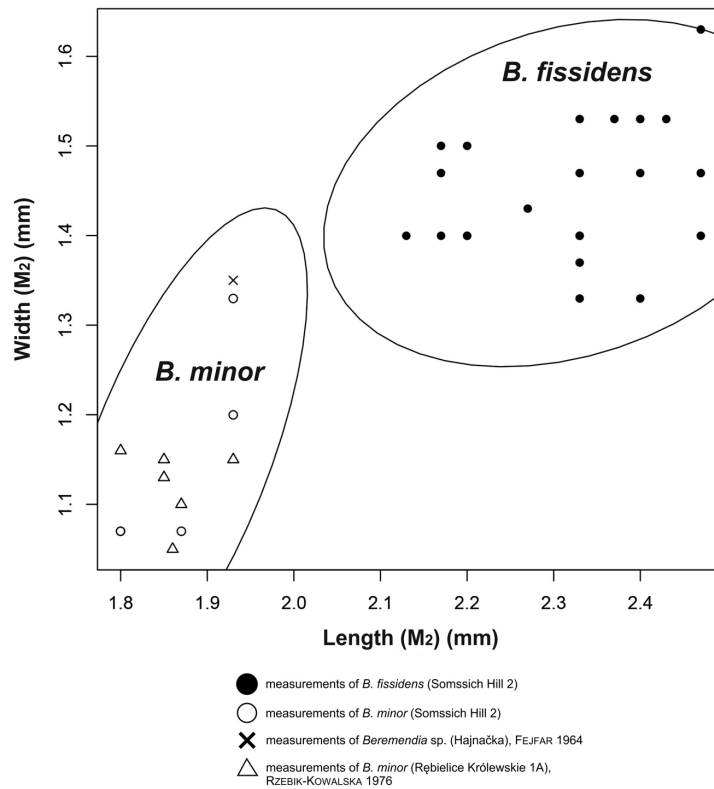 1.6
B. fissidens
1.5
Width (M2) (mm)
1.4
1.3
B. minor
1.2
1.1
1.8 1.9 2.0 2.1 2.2 2.3 2.4
Length (M2) (mm)
measurements of B. fissidens (Somssich Hill 2)
measurements of B. minor (Somssich Hill 2)
measurements of Beremendia sp. (Hajnačka), FEJFAR 1964
measurements of B. minor (Rębielice Królewskie 1A),
RZEBIK-KOWALSKA 1976